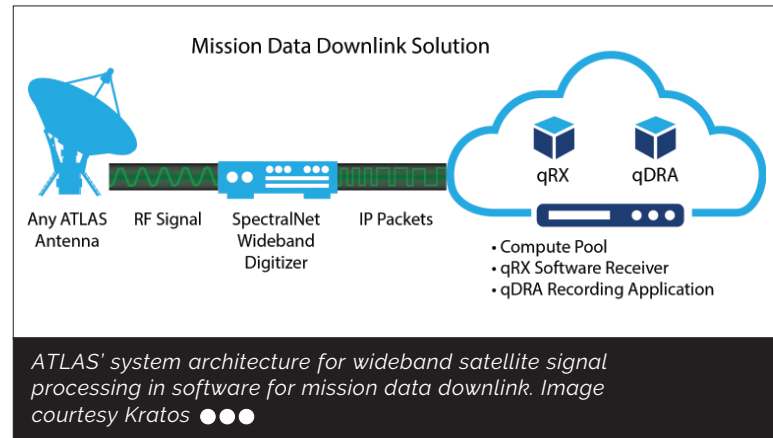 Mission Data Downlink Solution
qRX
qDRA
Any ATLAS
Antenna
RF Signal
SpectralNet
Wideband
Digitizer
IP Packets
• Compute Pool
• qRX Software Receiver
• qDRA Recording Application
ATLAS’ system architecture for wideband satellite signal
processing in software for mission data downlink. Image
courtesy Kratos